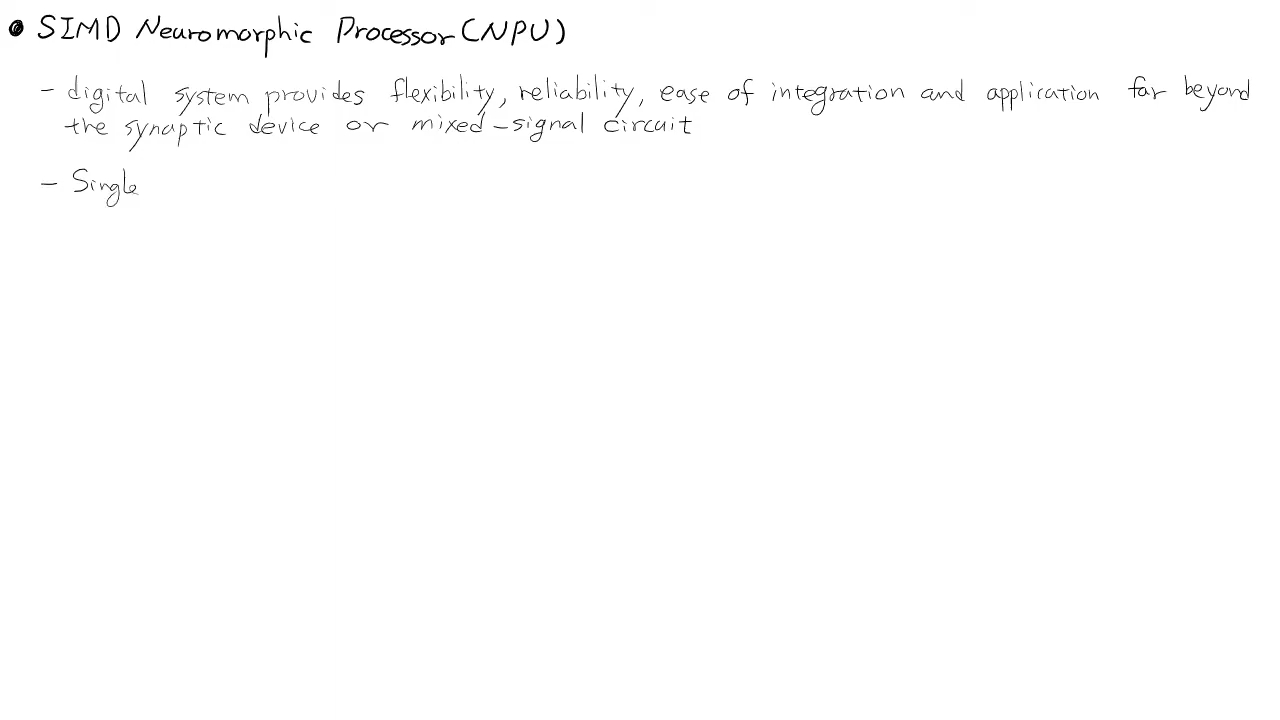 ● SIMD Neuromorphic Processor (NPU)
- digital system provides flexibility, reliability, ease of integration and application far beyond
the synaptic device or mixed-signal circuit
- Single